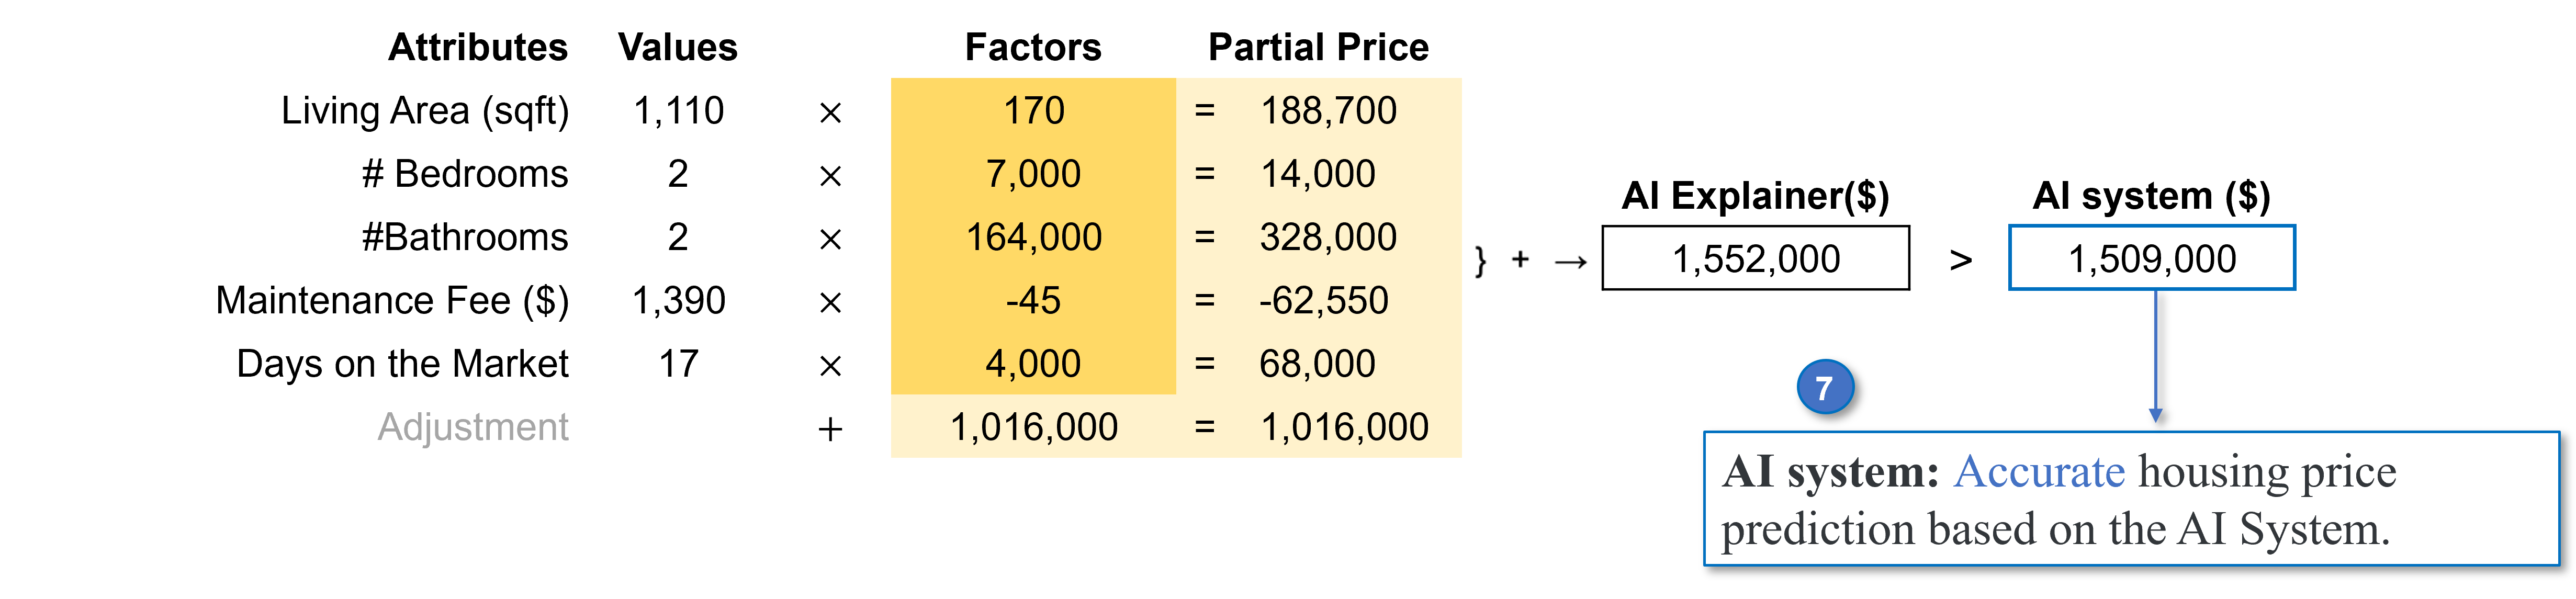 Attributes Values Factors Partial Price
Living Area (sqft) 1,110 × 170 = 188,700
# Bedrooms 2 × 7,000 = 14,000
AI Explainer($) AI system ($)
#Bathrooms 2 × 164,000 = 328,000
} + → 1,552,000 > 1,509,000
Maintenance Fee ($) 1,390 × -45 = -62,550
Days on the Market 17 × 4,000 = 68,000
7
Adjustment + 1,016,000 = 1,016,000
AI system: Accurate housing price
prediction based on the AI System.